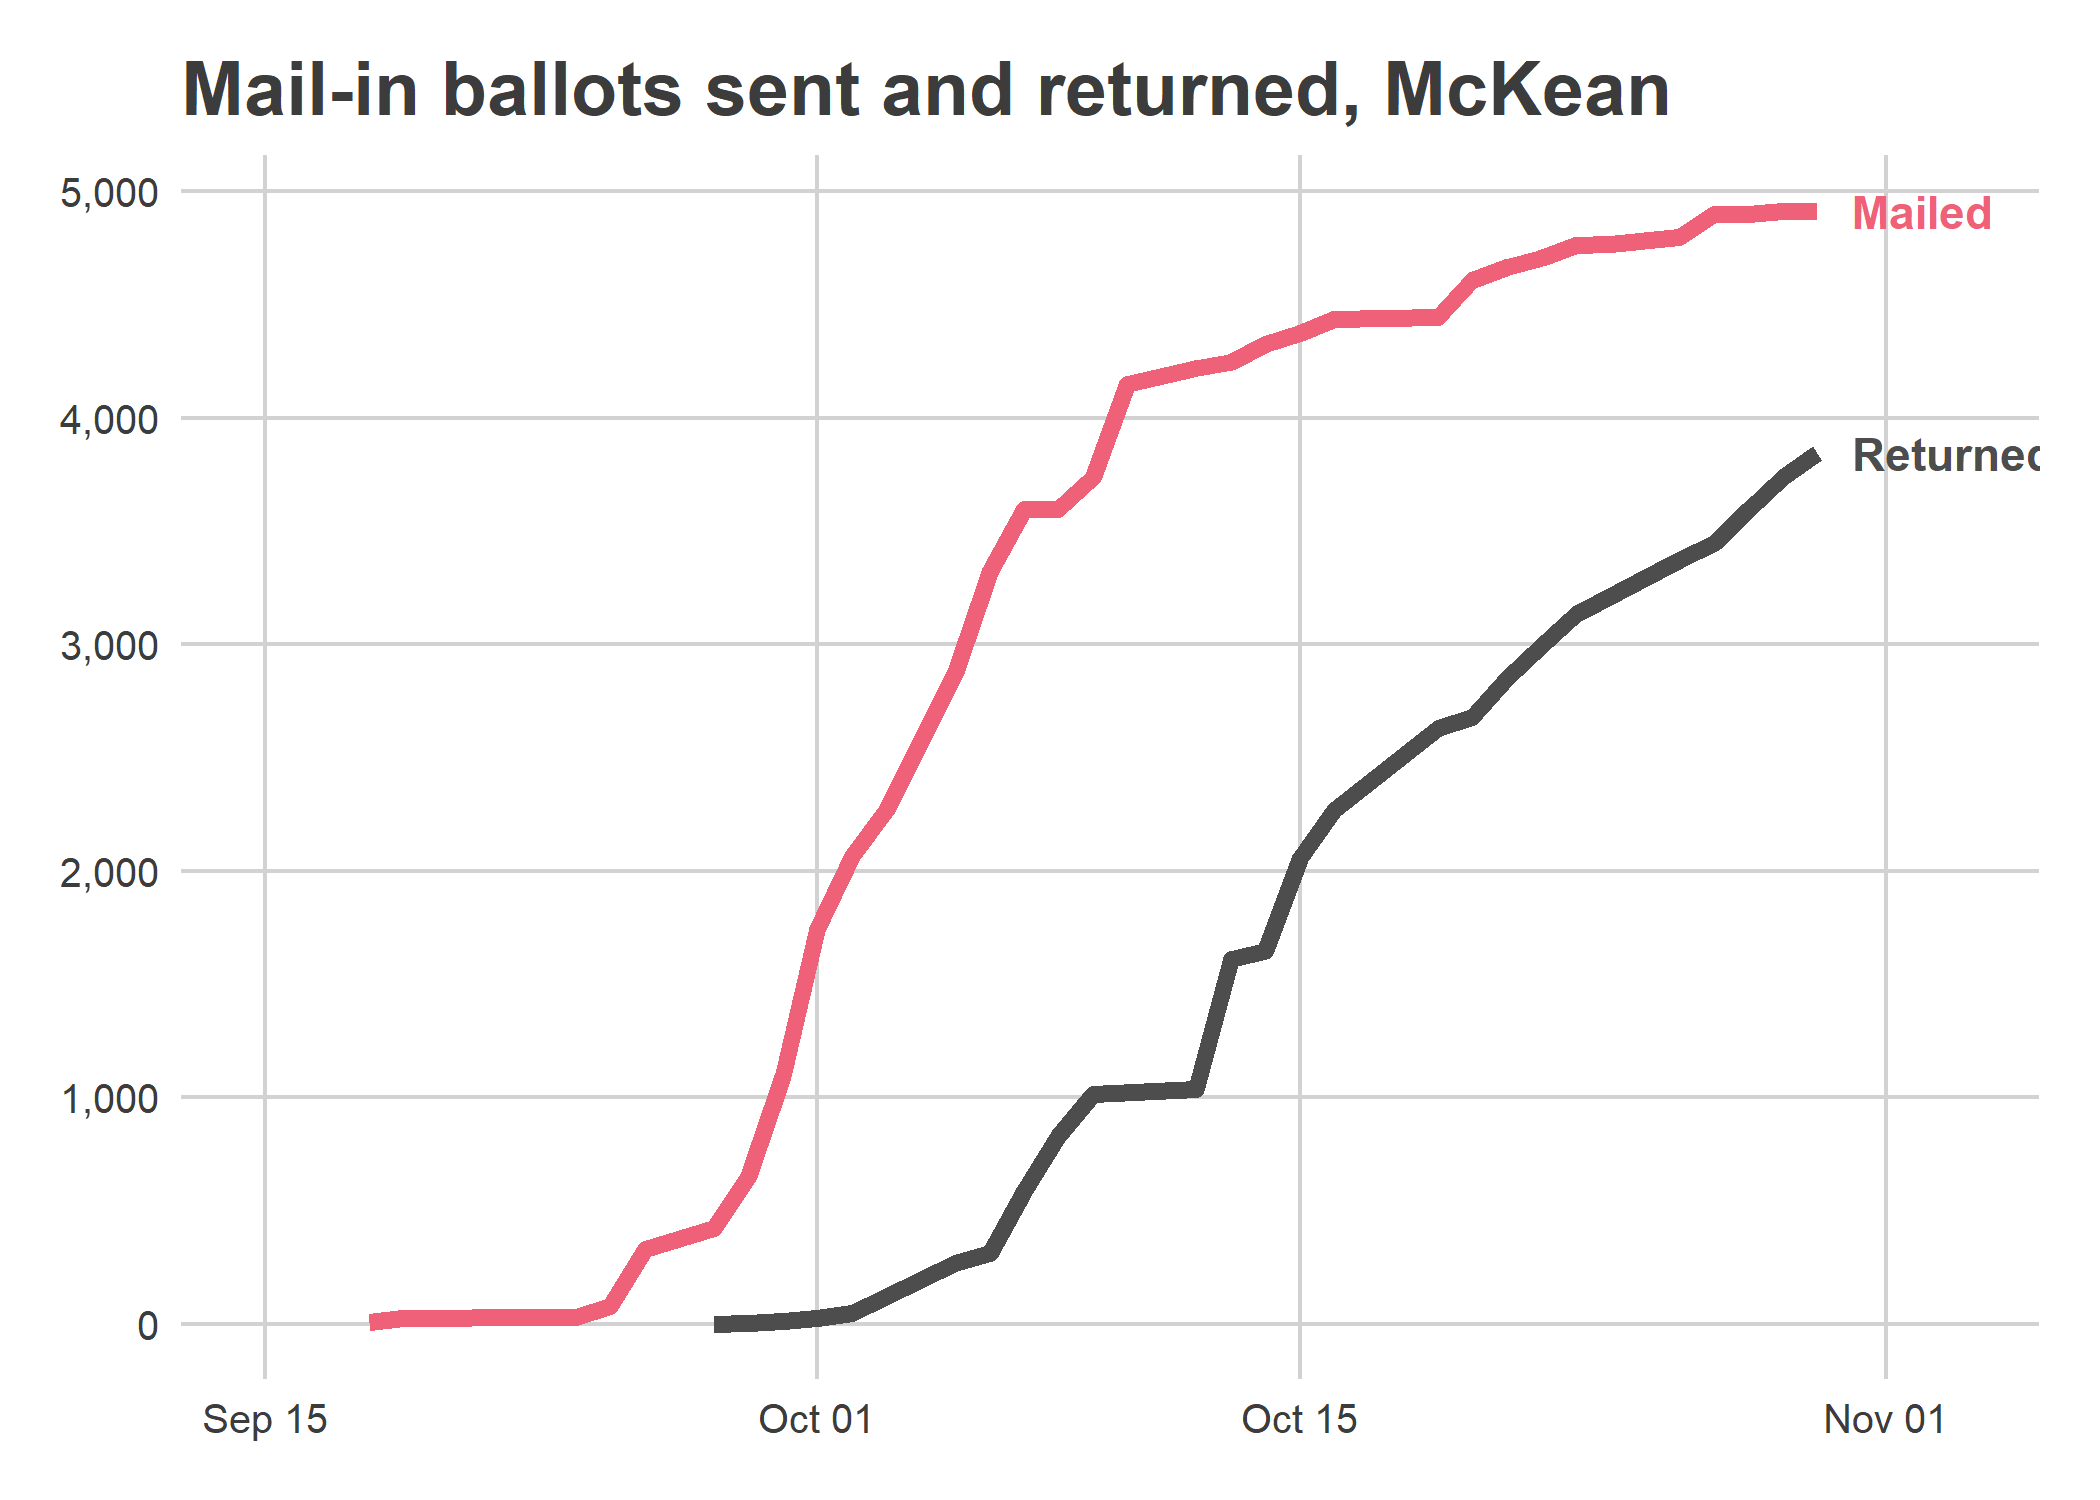 Mail-in ballots sent and returned, McKean
5,000
Mailed
4,000
Returned
3,000
2,000
1,000
0
Sep 15 Oct 01 Oct 15 Nov 01